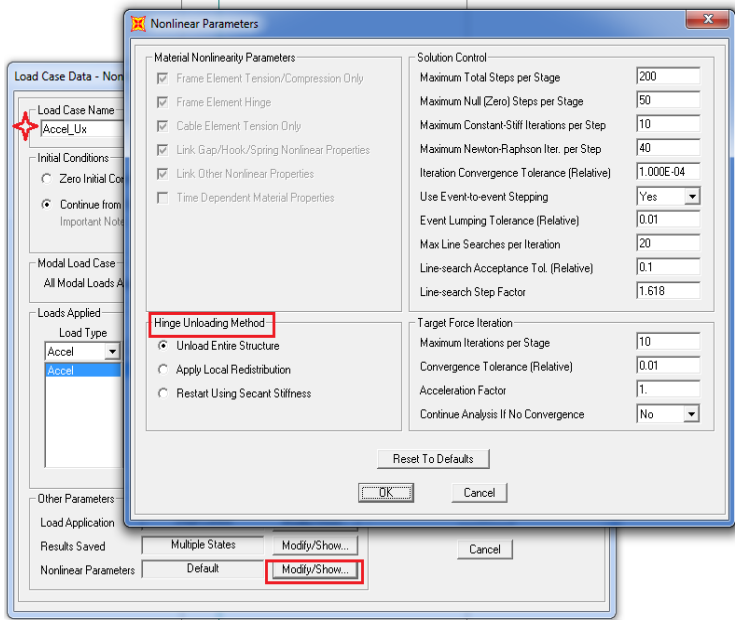 Nonlinear Parameters
Material Nonlinearity Parameters
Frame Element Tension/Compression Only
Frame Element Hinge
Cable Element Tension Only
Link Gap/Hook/Spring Nonlinear Properties
Link Other Nonlinear Properties
Time Dependent Material Properties
Solution Control
Maximum Total Steps per Stage 200
Maximum Null (Zero) Steps per Stage 50
Maximum Constant-Stiff Iterations per Step 10
Maximum Newton-Raphson Iter. per Step 40
Iteration Convergence Tolerance (Relative) 1.000E-04
Use Event-to-event Stepping Yes
Event Lumping Tolerance (Relative) 0.01
Max Line Searches per Iteration 20
Line-search Acceptance Tol. (Relative) 0.1
Line-search Step Factor 1.618
Hinge Unloading Method
Unload Entire Structure
Apply Local Redistribution
Restart Using Secant Stiffness
Target Force Iteration
Maximum Iterations per Stage 10
Convergence Tolerance (Relative) 0.01
Acceleration Factor 1.
Continue Analysis If No Convergence No
Reset To Defaults
OK Cancel
Load Case Data - Non
Load Case Name
Accel_Ux
Initial Conditions
Zero Initial Co
Continue from
Important Note
Modal Load Case
All Modal Loads A
Loads Applied
Load Type
Accel
Accel
Other Parameters
Load Application
Results Saved Multiple States Modify/Show...
Nonlinear Parameters Default Modify/Show...
Cancel